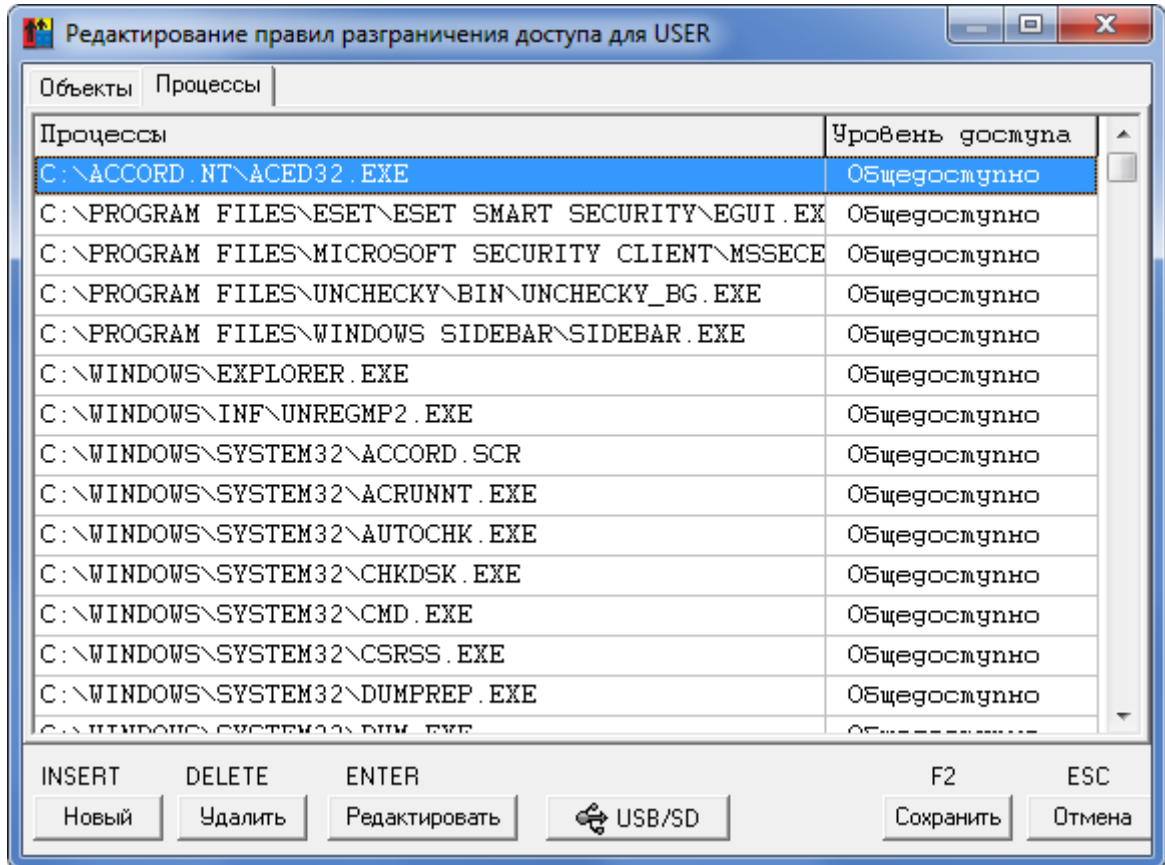 Редактирование правил разграничения доступа для USER
Объекты Процессы
Процессы Уровень доступа
C:\ACCORD.NT\ACED32.EXE Общедоступно
C:\PROGRAM FILES\ESET\ESET SMART SECURITY\EGUI.EX Общедоступно
C:\PROGRAM FILES\MICROSOFT SECURITY CLIENT\MSSECE Общедоступно
C:\PROGRAM FILES\UNCHECKY\BIN\UNCHECKY_BG.EXE Общедоступно
C:\PROGRAM FILES\WINDOWS SIDEBAR\SIDEBAR.EXE Общедоступно
C:\WINDOWS\EXPLORER.EXE Общедоступно
C:\WINDOWS\INF\UNREGMP2.EXE Общедоступно
C:\WINDOWS\SYSTEM32\ACCORD.SCR Общедоступно
C:\WINDOWS\SYSTEM32\ACRUNNT.EXE Общедоступно
C:\WINDOWS\SYSTEM32\AUTOCHK.EXE Общедоступно
C:\WINDOWS\SYSTEM32\CHKDSK.EXE Общедоступно
C:\WINDOWS\SYSTEM32\CMD.EXE Общедоступно
C:\WINDOWS\SYSTEM32\CSRSS.EXE Общедоступно
C:\WINDOWS\SYSTEM32\DUMPREP.EXE Общедоступно
INSERT DELETE ENTER F2 ESC
Новый Удалить Редактировать USB/SD Сохранить Отмена